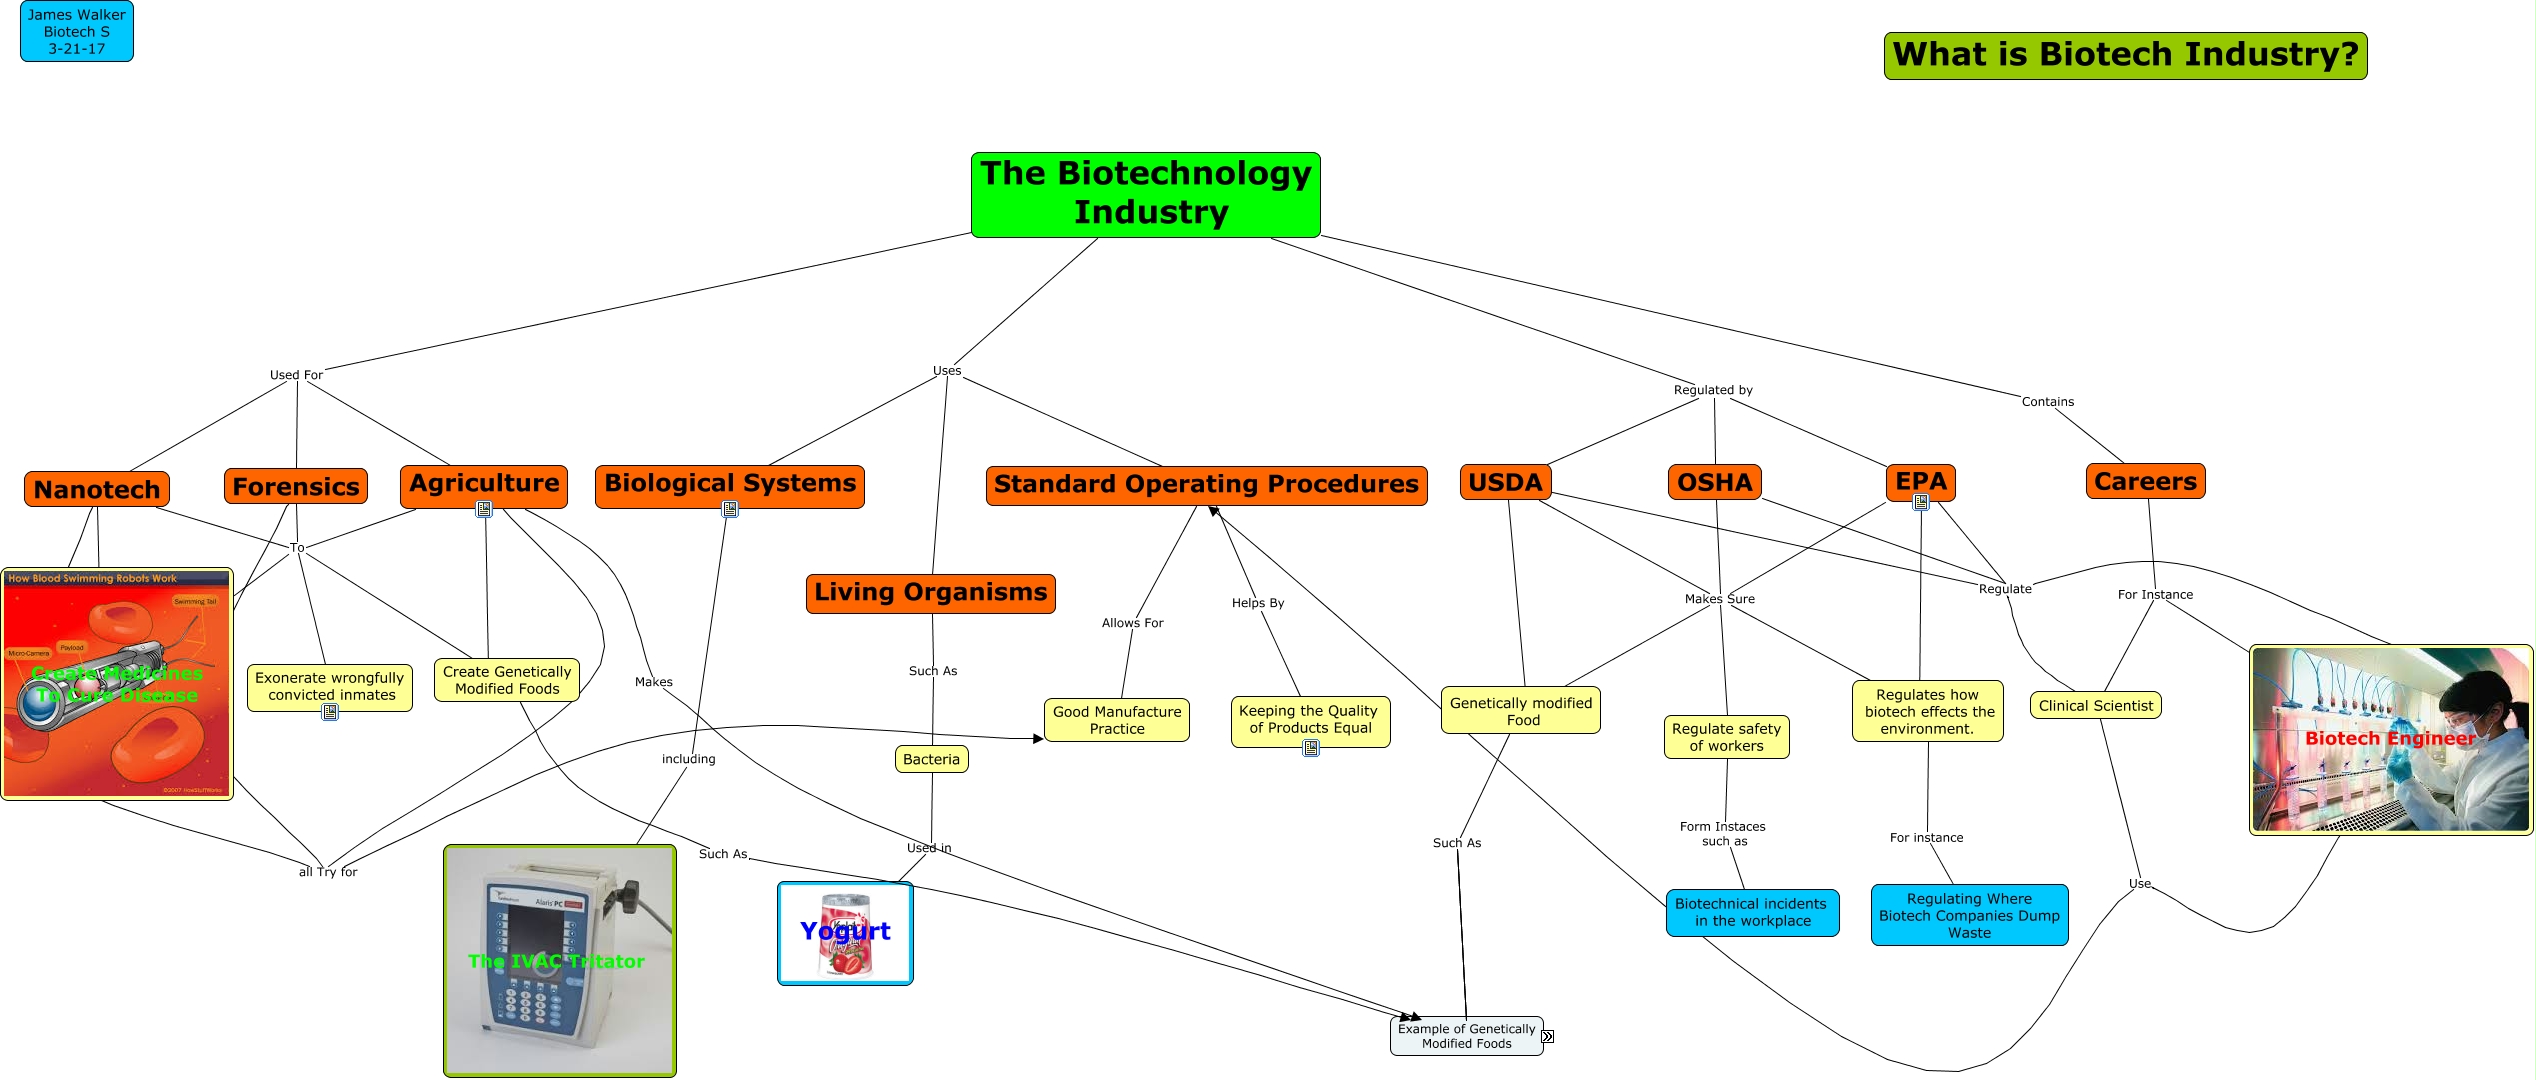 James Walker
Biotech S
3-21-17
What is Biotech Industry?
The Biotechnology
Industry
Used For
Uses
Regulated by
Contains
Nanotech
Forensics
Agriculture
Biological Systems
Standard Operating Procedures
USDA
OSHA
EPA
Careers
To
Living Organisms
Allows For
Helps By
Makes Sure
Regulate
For Instance
How Blood Swimming Robots Work
Swimming Tail
Micro-Camera
Payload
Create Medicines
To Cure Disease
©2007 HowStuffWorks
Exonerate wrongfully
convicted inmates
Create Genetically
Modified Foods
Makes
Such As
Good Manufacture
Practice
Keeping the Quality
of Products Equal
Genetically modified
Food
Regulate safety
of workers
Regulates how
biotech effects the
environment.
Clinical Scientist
Biotech Engineer
including
Bacteria
all Try for
Such As
Used in
Such As
Form Instaces
such as
For instance
Use
Alaris PC
The IVAC Tritator
Yogurt
Biotechnical incidents
in the workplace
Regulating Where
Biotech Companies Dump
Waste
Example of Genetically
Modified Foods